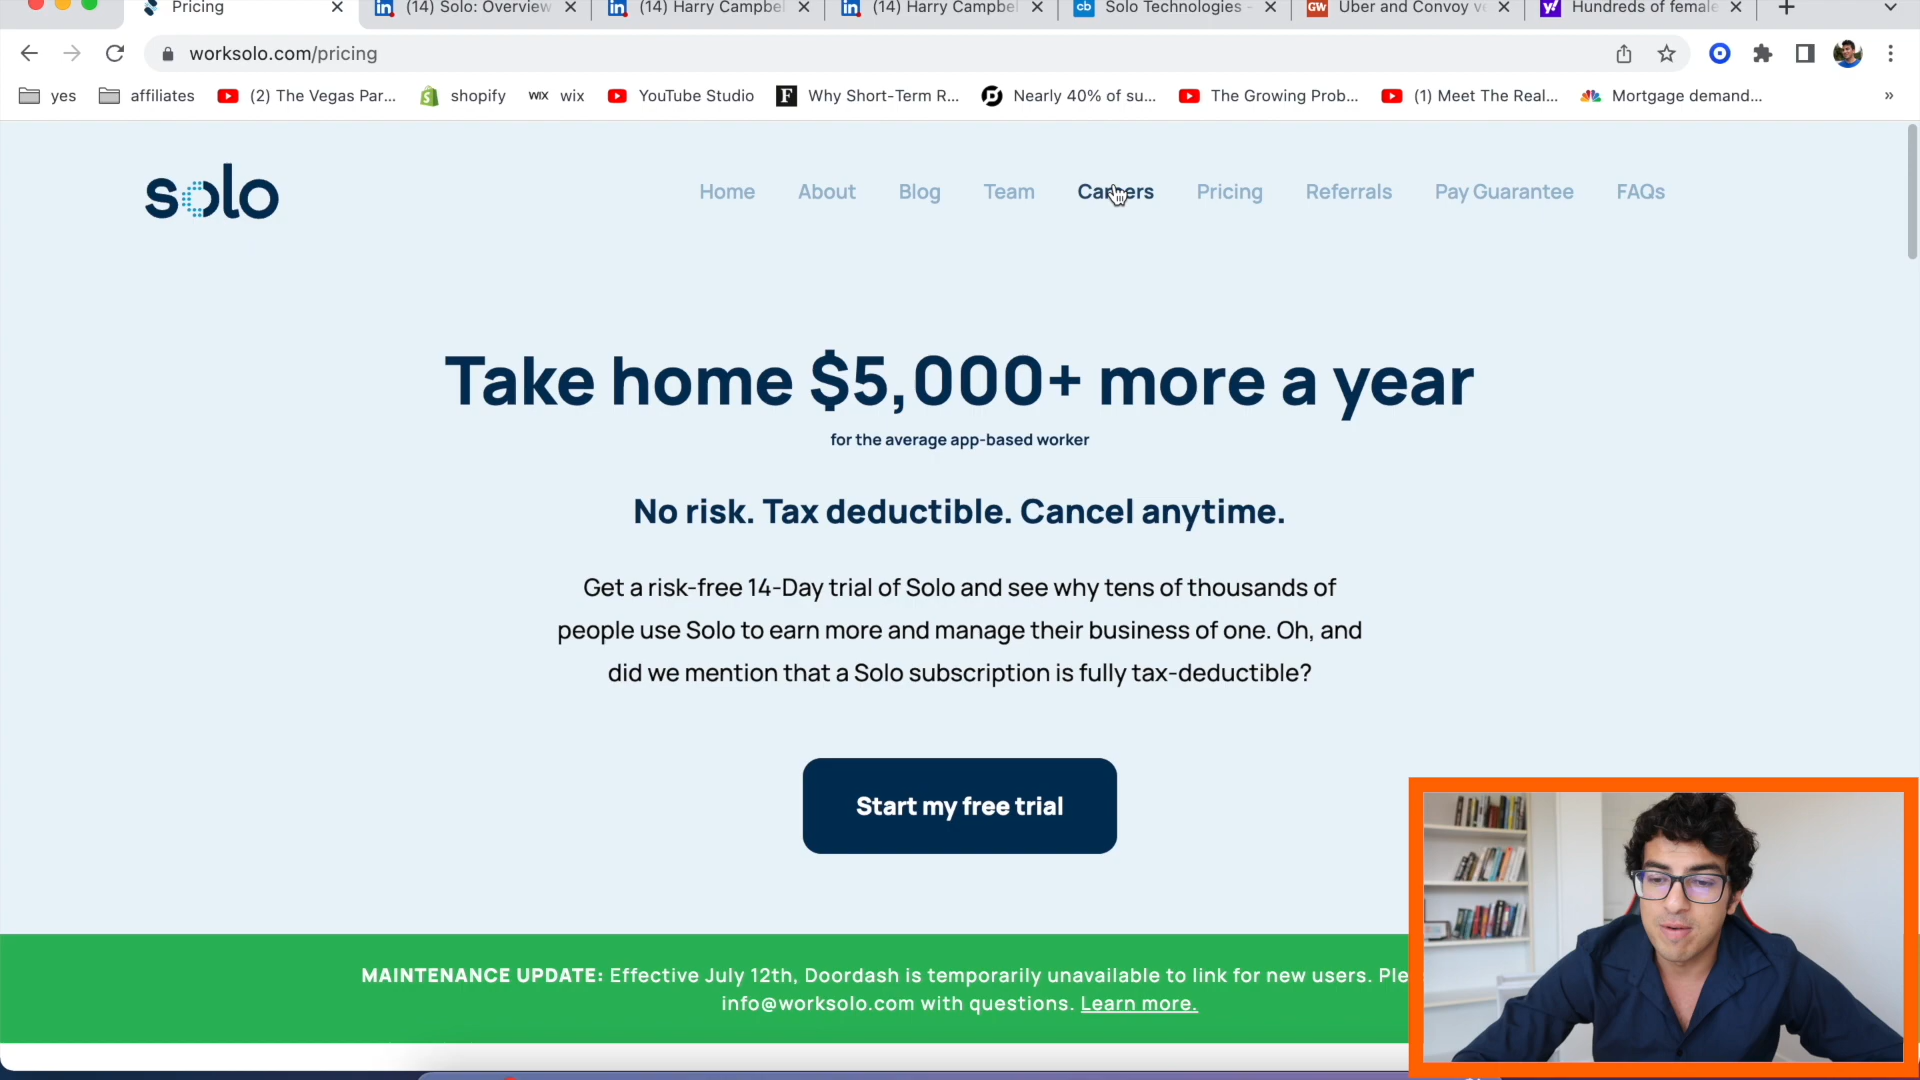 Pricing
(14) Solo: Overview
(14) Harry Campbel
(14) Harry Campbel
Solo Technologies -
Uber and Convoy ve
Hundreds of female
worksolo.com/pricing
yes
affiliates
(2) The Vegas Par...
shopify
WIX wix
YouTube Studio
F Why Short-Term R...
Nearly 40% of su...
The Growing Prob...
(1) Meet The Real...
Mortgage demand...
»
solo
Home About Blog Team Careers Pricing Referrals Pay Guarantee FAQs
Take home $5,000+ more a year
for the average app-based worker
No risk. Tax deductible. Cancel anytime.
Get a risk-free 14-Day trial of Solo and see why tens of thousands of
people use Solo to earn more and manage their business of one. Oh, and
did we mention that a Solo subscription is fully tax-deductible?
Start my free trial
MAINTENANCE UPDATE: Effective July 12th, Doordash is temporarily unavailable to link for new users. Ple
info@worksolo.com with questions. Learn more.